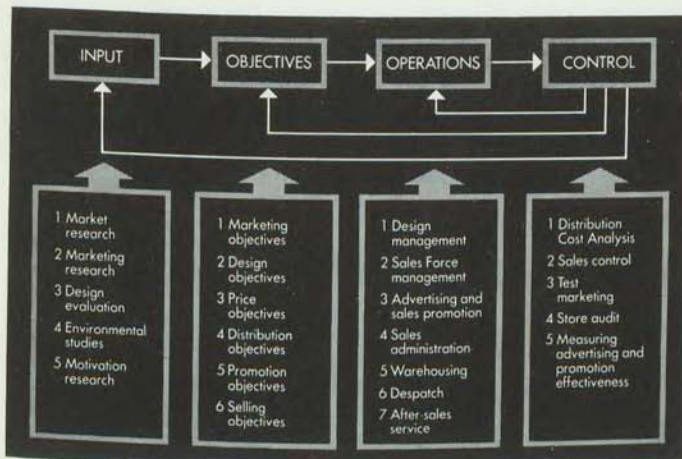 INPUT
OBJECTIVES
OPERATIONS
CONTROL
1 Market
research
2 Marketing
research
3 Design
evaluation
4 Environmental
studies
5 Motivation
research
1 Marketing
objectives
2 Design
objectives
3 Price
objectives
4 Distribution
objectives
5 Promotion
objectives
6 Selling
objectives
1 Design
management
2 Sales Force
management
3 Advertising and
sales promotion
4 Sales
administration
5 Warehousing
6 Despatch
7 After-sales
service
1 Distribution
Cost Analysis
2 Sales control
3 Test
marketing
4 Store audit
5 Measuring
advertising and
promotion
effectiveness